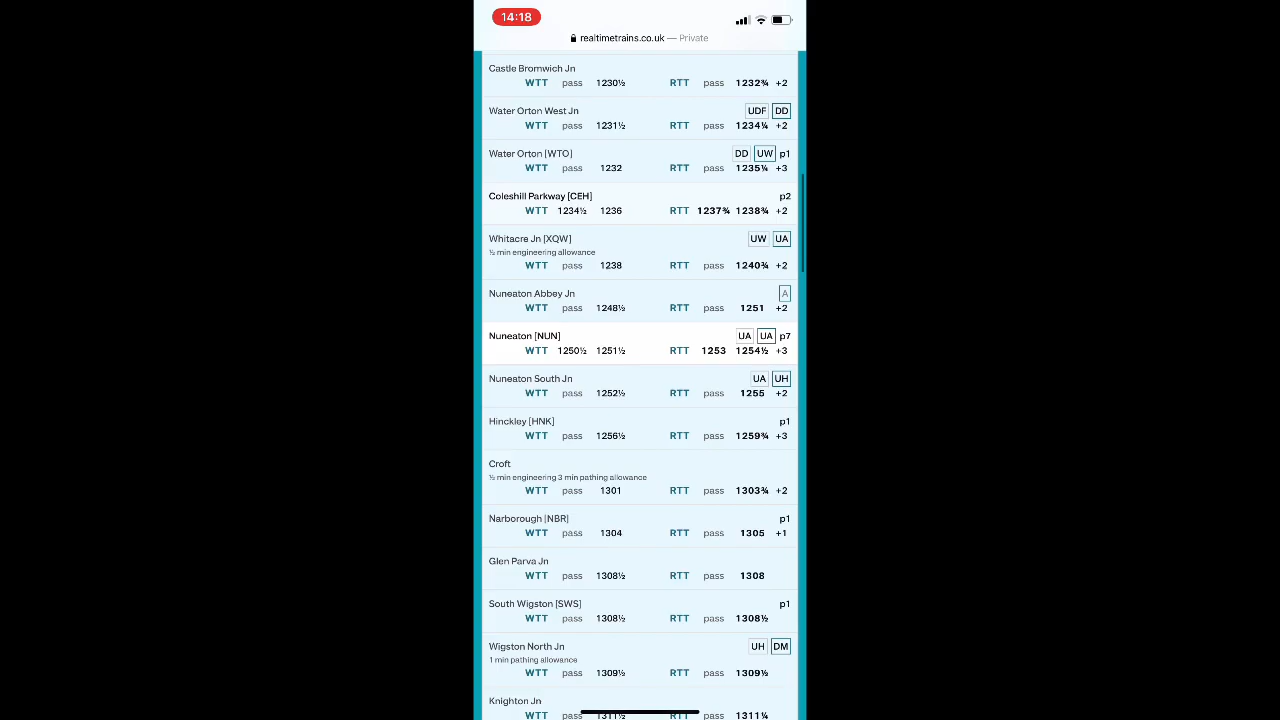 14:18
realtimetrains.co.uk — Private
Castle Bromwich Jn
WTT pass 1230½ RTT pass 1232¾ +2
Water Orton West Jn UDF DD
WTT pass 1231½ RTT pass 1234¼ +2
Water Orton [WTO] DD UW p1
WTT pass 1232 RTT pass 1235¼ +3
Coleshill Parkway [CEH] p2
WTT 1234½ 1236 RTT 1237¾ 1238¾ +2
Whitacre Jn [XQW] UW UA
½ min engineering allowance
WTT pass 1238 RTT pass 1240¾ +2
Nuneaton Abbey Jn A
WTT pass 1248½ RTT pass 1251 +2
Nuneaton [NUN] UA UA p7
WTT 1250½ 1251½ RTT 1253 1254½ +3
Nuneaton South Jn UA UH
WTT pass 1252½ RTT pass 1255 +2
Hinckley [HNK] p1
WTT pass 1256½ RTT pass 1259¾ +3
Croft
½ min engineering 3 min pathing allowance
WTT pass 1301 RTT pass 1303¾ +2
Narborough [NBR] p1
WTT pass 1304 RTT pass 1305 +1
Glen Parva Jn
WTT pass 1308½ RTT pass 1308
South Wigston [SWS] p1
WTT pass 1308½ RTT pass 1308½
Wigston North Jn UH DM
1 min pathing allowance
WTT pass 1309½ RTT pass 1309½
Knighton Jn
WTT pass 1311½ RTT pass 1311¼